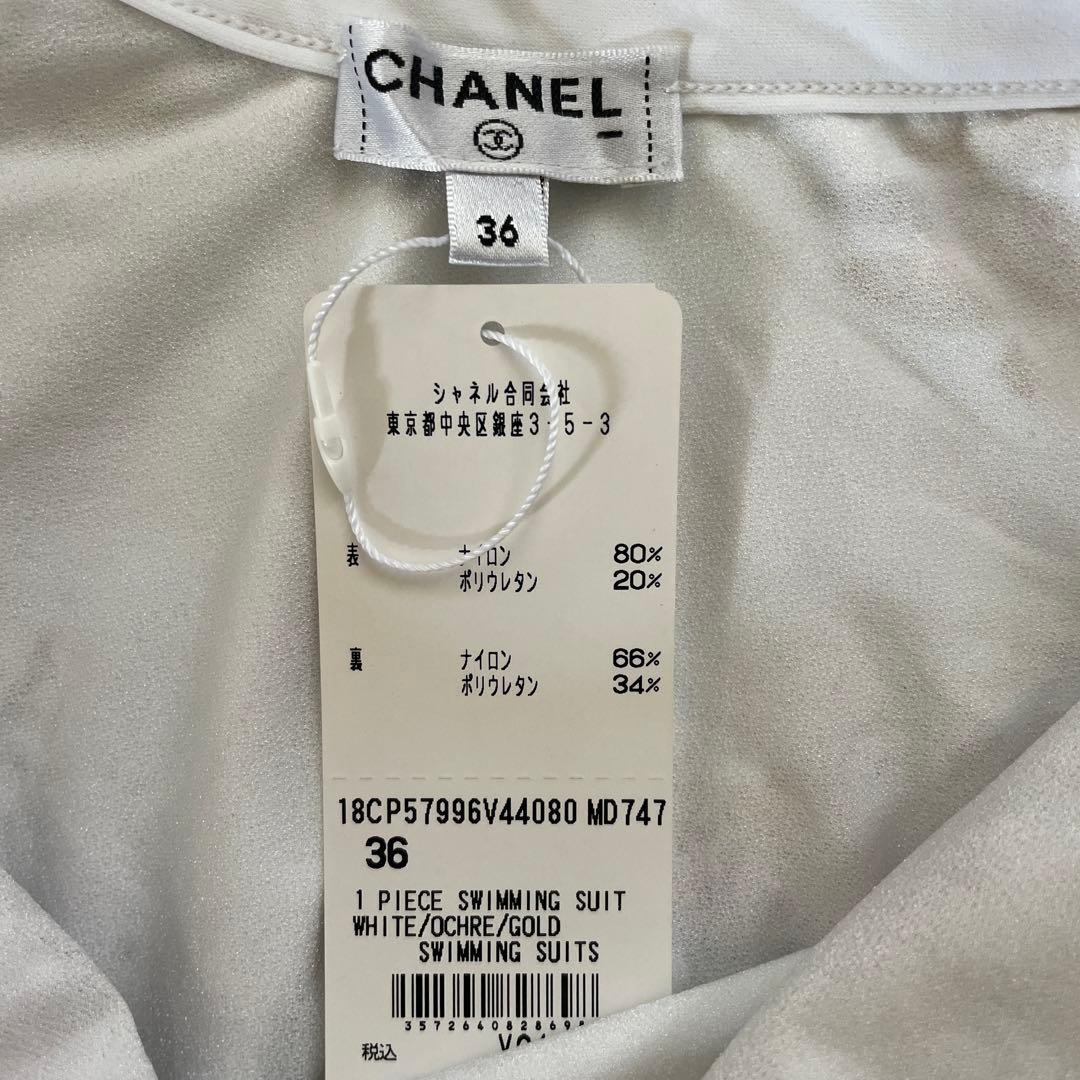 CHANEL
36
シャネル合同会社
東京都中央区銀座3-5-3
表 ナイロン 80%
ポリウレタン 20%
裏 ナイロン 66%
ポリウレタン 34%
18CP57996V44080 MD747
36
1 PIECE SWIMMING SUIT
WHITE/OCHRE/GOLD
SWIMMING SUITS
357264082869
税込